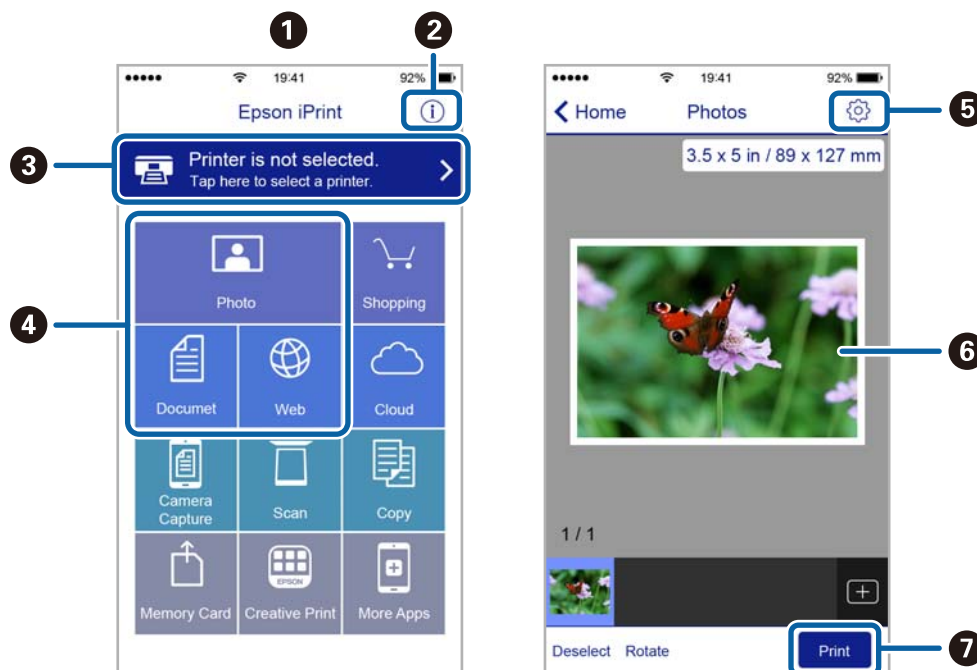 1
2
19:41
92%
Epson iPrint
3
Printer is not selected.
Tap here to select a printer.
4
Photo
Shopping
Documet
Web
Cloud
Camera
Capture
Scan
Copy
EPSON
Memory Card
Creative Print
More Apps
19:41
92%
Home
Photos
5
3.5 x 5 in / 89 x 127 mm
6
1 / 1
Deselect
Rotate
Print
7